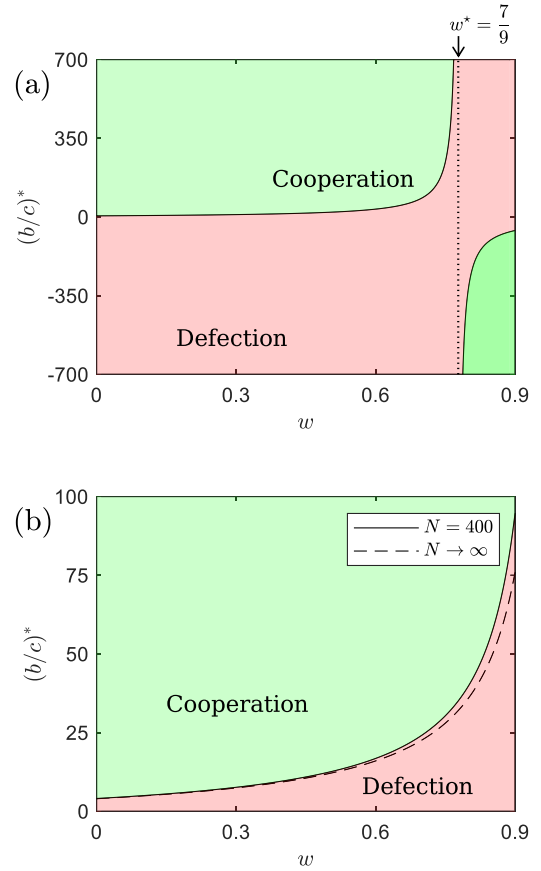 w* = 7/9
(a)
700
350
0
-350
-700
(b/c)*
Cooperation
Defection
0 0.3 0.6 0.9
w
(b)
100
75
50
25
0
(b/c)*
N = 400
N → ∞
Cooperation
Defection
0 0.3 0.6 0.9
w